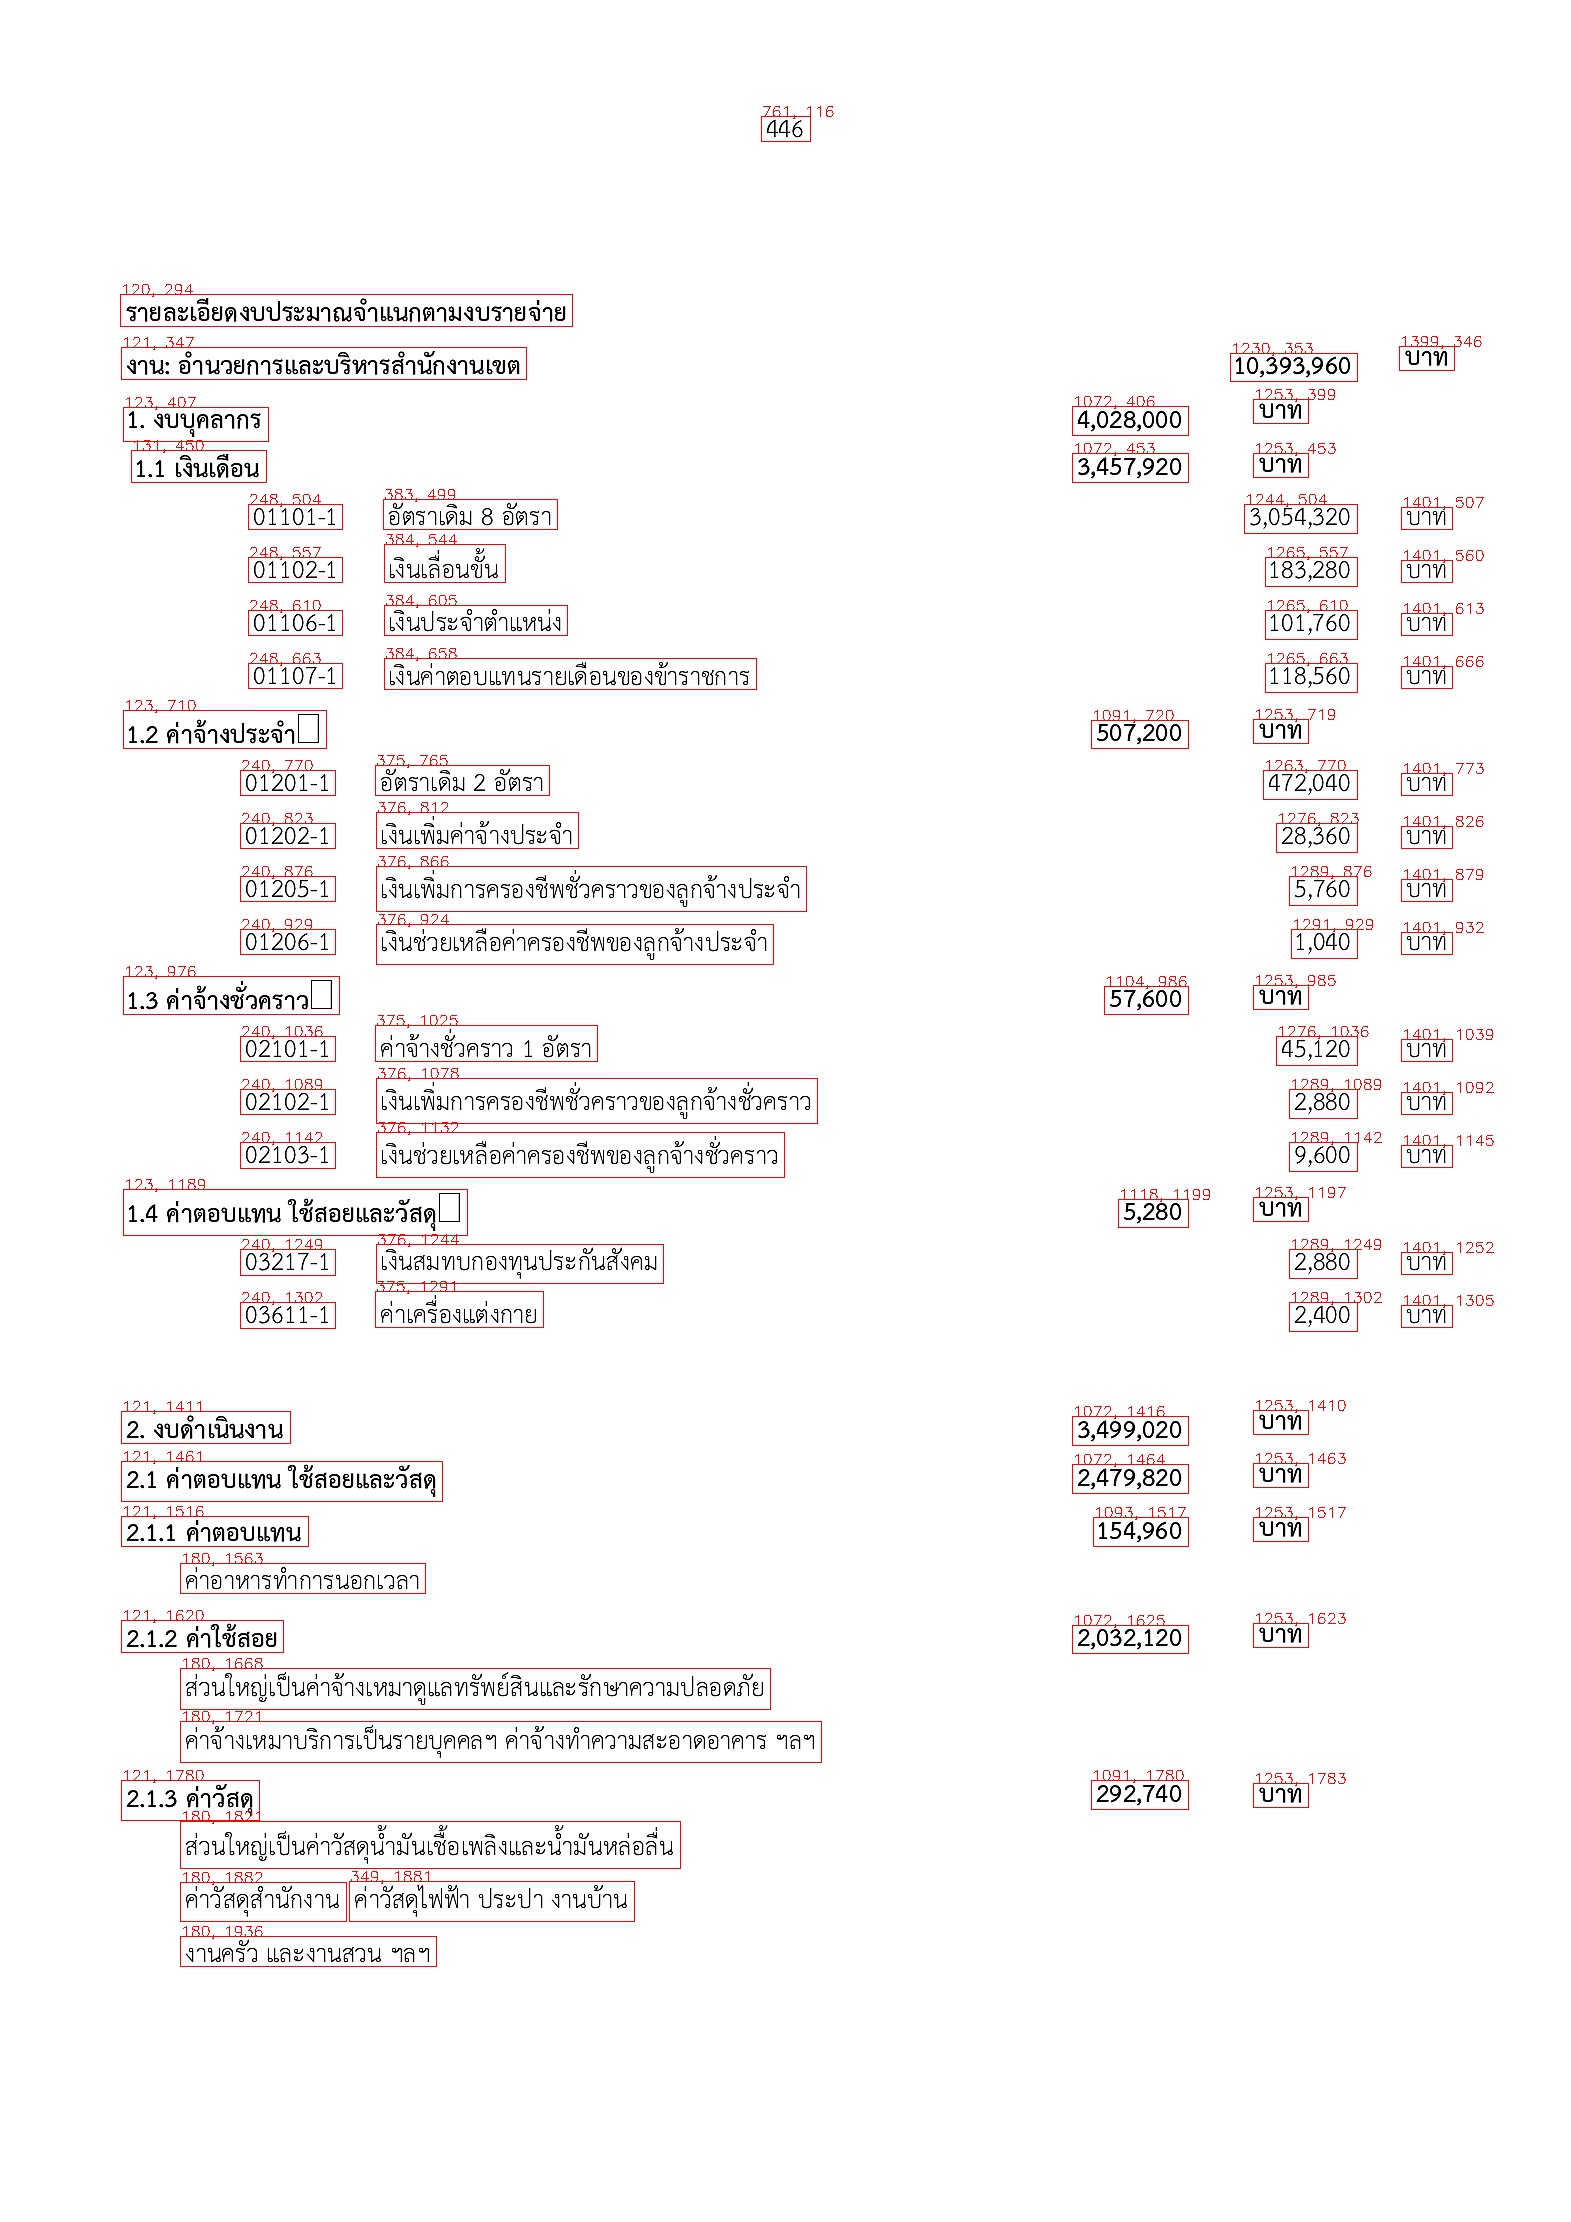 761, 116
446
120, 294
รายละเอียดงบประมาณจำแนกตามงบรายจ่าย
121, 347 1230, 353 1399, 346
งาน: อำนวยการและบริหารสำนักงานเขต 10,393,960 บาท
123, 407 1072, 406 1253, 399
1. งบบุคลากร 4,028,000 บาท
131, 450 1072, 453 1253, 453
1.1 เงินเดือน 3,457,920 บาท
248, 504 383, 499 1244, 504 1401, 507
01101-1 อัตราเดิม 8 อัตรา 3,054,320 บาท
248, 557 384, 544 1265, 557 1401, 560
01102-1 เงินเลื่อนขั้น 183,280 บาท
248, 610 384, 605 1265, 610 1401, 613
01106-1 เงินประจำตำแหน่ง 101,760 บาท
248, 663 384, 658 1265, 663 1401, 666
01107-1 เงินค่าตอบแทนรายเดือนของข้าราชการ 118,560 บาท
123, 710 1091, 720 1253, 719
1.2 ค่าจ้างประจำ 507,200 บาท
240, 770 375, 765 1263, 770 1401, 773
01201-1 อัตราเดิม 2 อัตรา 472,040 บาท
240, 823 376, 812 1276, 823 1401, 826
01202-1 เงินเพิ่มค่าจ้างประจำ 28,360 บาท
240, 876 376, 866 1289, 876 1401, 879
01205-1 เงินเพิ่มการครองชีพชั่วคราวของลูกจ้างประจำ 5,760 บาท
240, 929 376, 924 1291, 929 1401, 932
01206-1 เงินช่วยเหลือค่าครองชีพของลูกจ้างประจำ 1,040 บาท
123, 976 1104, 986 1253, 985
1.3 ค่าจ้างชั่วคราว 57,600 บาท
240, 1036 375, 1025 1276, 1036 1401, 1039
02101-1 ค่าจ้างชั่วคราว 1 อัตรา 45,120 บาท
240, 1089 376, 1078 1289, 1089 1401, 1092
02102-1 เงินเพิ่มการครองชีพชั่วคราวของลูกจ้างชั่วคราว 2,880 บาท
240, 1142 376, 1132 1289, 1142 1401, 1145
02103-1 เงินช่วยเหลือค่าครองชีพของลูกจ้างชั่วคราว 9,600 บาท
123, 1189 1118, 1199 1253, 1197
1.4 ค่าตอบแทน ใช้สอยและวัสดุ 5,280 บาท
240, 1249 376, 1244 1289, 1249 1401, 1252
03217-1 เงินสมทบกองทุนประกันสังคม 2,880 บาท
240, 1302 375, 1291 1289, 1302 1401, 1305
03611-1 ค่าเครื่องแต่งกาย 2,400 บาท
121, 1411 1072, 1416 1253, 1410
2. งบดำเนินงาน 3,499,020 บาท
121, 1461 1072, 1464 1253, 1463
2.1 ค่าตอบแทน ใช้สอยและวัสดุ 2,479,820 บาท
121, 1516 1093, 1517 1253, 1517
2.1.1 ค่าตอบแทน 154,960 บาท
180, 1563
ค่าอาหารทำการนอกเวลา
121, 1620 1072, 1625 1253, 1623
2.1.2 ค่าใช้สอย 2,032,120 บาท
180, 1668
ส่วนใหญ่เป็นค่าจ้างเหมาดูแลทรัพย์สินและรักษาความปลอดภัย
180, 1721
ค่าจ้างเหมาบริการเป็นรายบุคคลฯ ค่าจ้างทำความสะอาดอาคาร ฯลฯ
121, 1780 1091, 1780 1253, 1783
2.1.3 ค่าวัสดุ 292,740 บาท
180, 1821
ส่วนใหญ่เป็นค่าวัสดุน้ำมันเชื้อเพลิงและน้ำมันหล่อลื่น
180, 1882 349, 1881
ค่าวัสดุสำนักงาน ค่าวัสดุไฟฟ้า ประปา งานบ้าน
180, 1936
งานครัว และงานสวน ฯลฯ